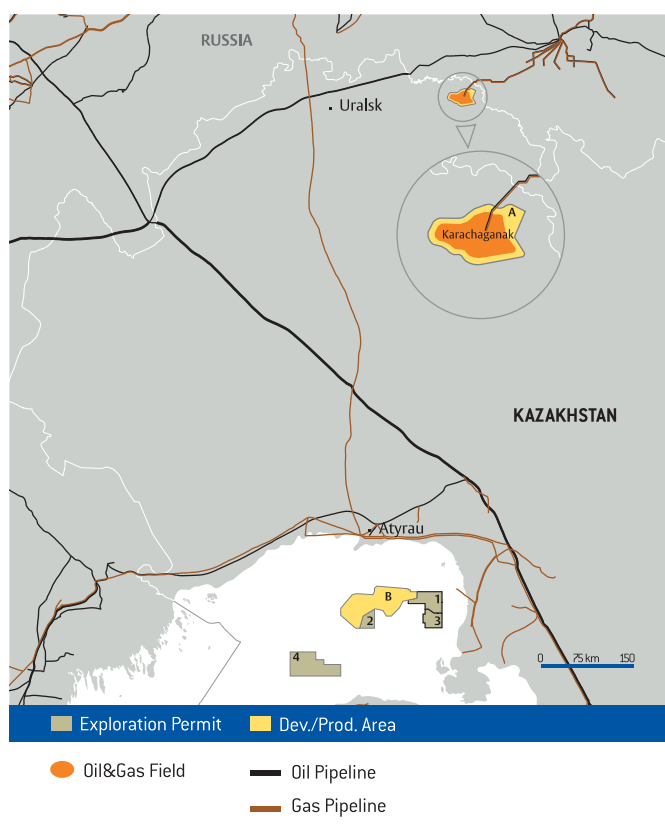 RUSSIA
Uralsk
A
Karachaganak
KAZAKHSTAN
Atyrau
B
1
2
3
4
0 75 km 150
Exploration Permit Dev./Prod. Area
Oil&Gas Field Oil Pipeline
Gas Pipeline